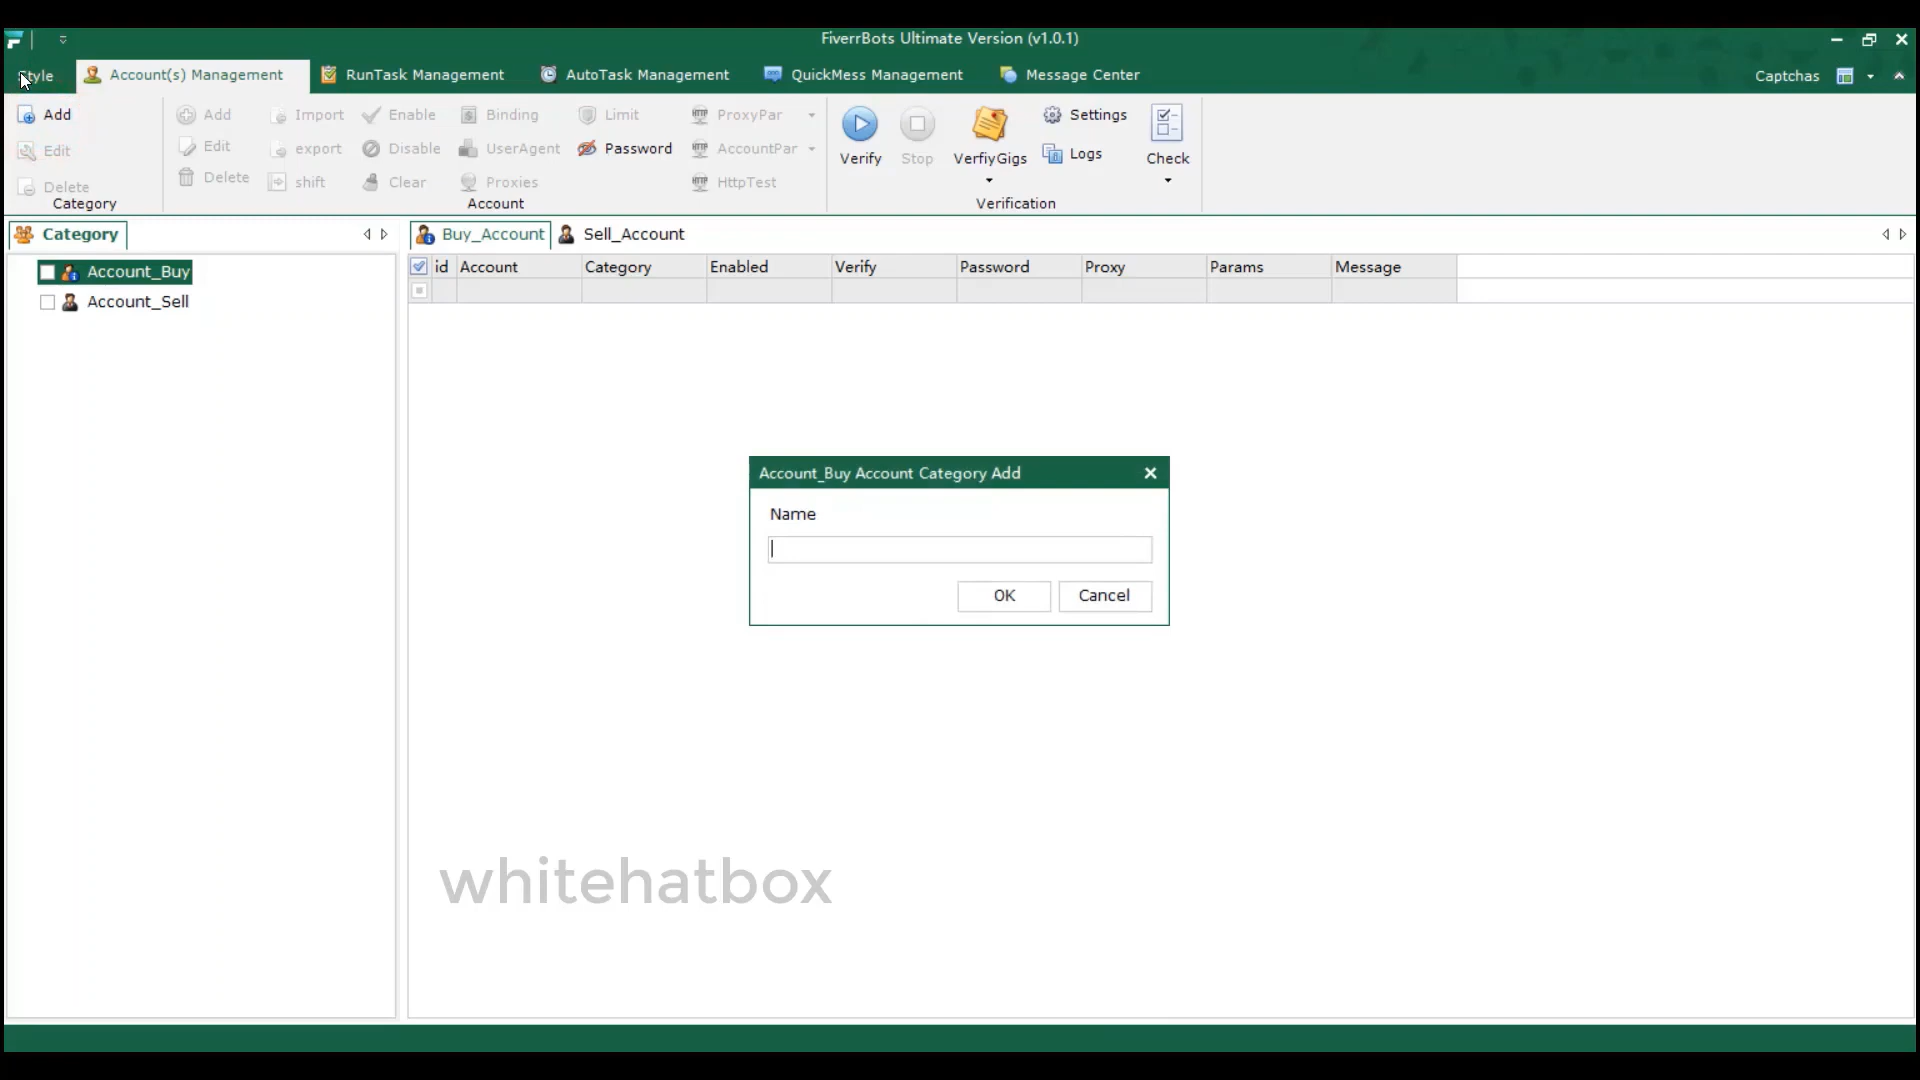 FiverrBots Ultimate Version (v1.0.1)
Style Account(s) Management RunTask Management AutoTask Management QuickMess Management Message Center Captchas
Add Add Import Enable Binding Limit ProxyPar Settings
Edit Edit export Disable UserAgent Password AccountPar Verify Stop VerfiyGigs Logs Check
Delete Delete shift Clear Proxies HttpTest
Category Account Verification
Category Buy_Account Sell_Account
id Account Category Enabled Verify Password Proxy Params Message
Account_Buy
Account_Sell
Account_Buy Account Category Add
Name
OK Cancel
whitehatbox